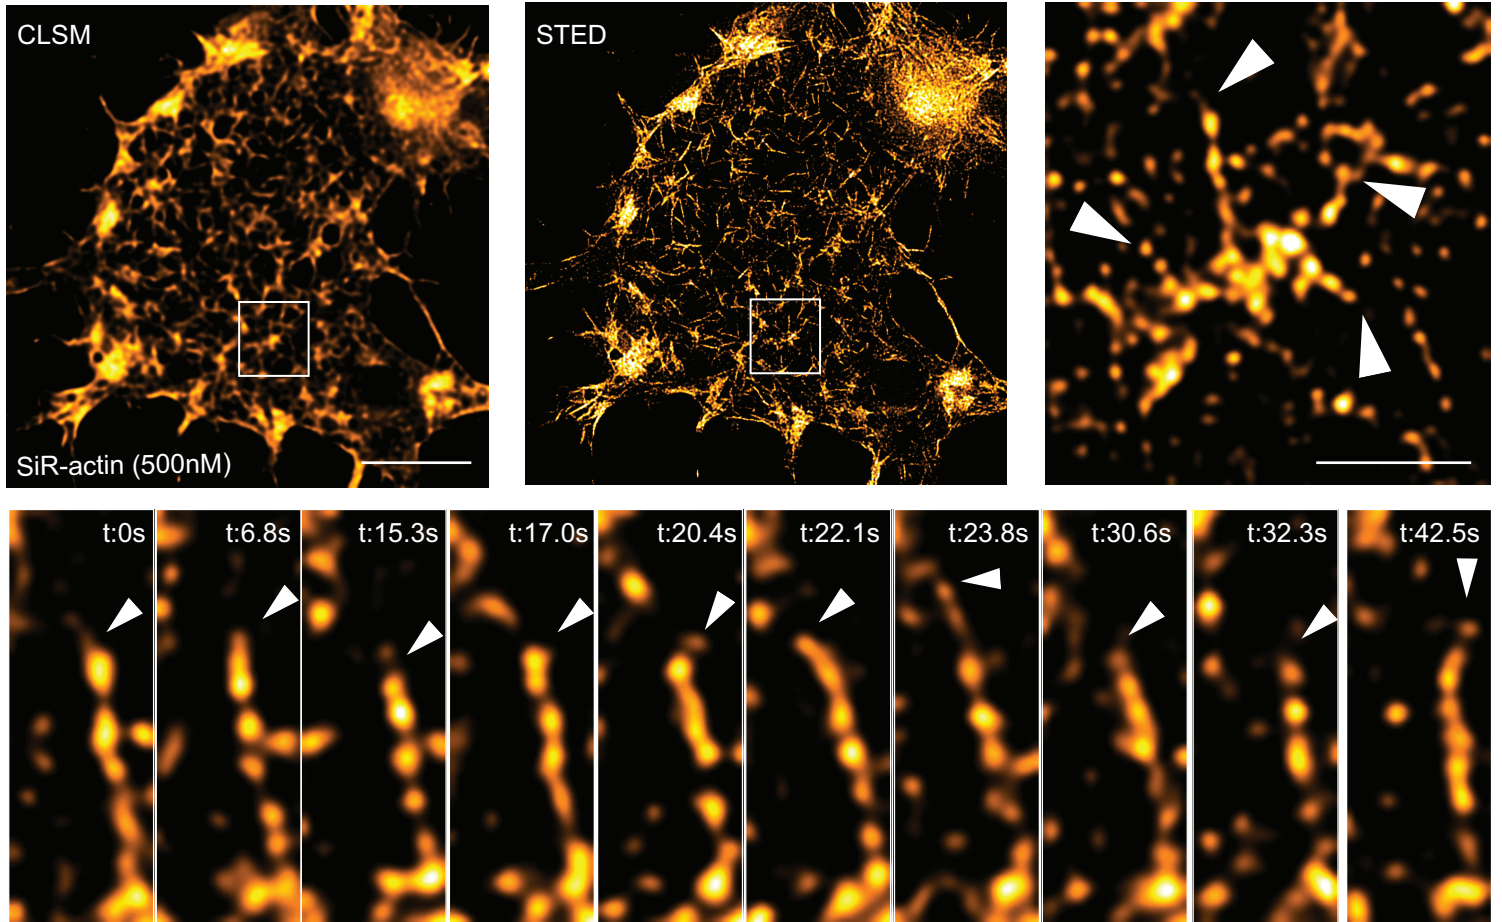 CLSM
STED
SiR-actin (500nM)
t:0s
t:6.8s
t:15.3s
t:17.0s
t:20.4s
t:22.1s
t:23.8s
t:30.6s
t:32.3s
t:42.5s